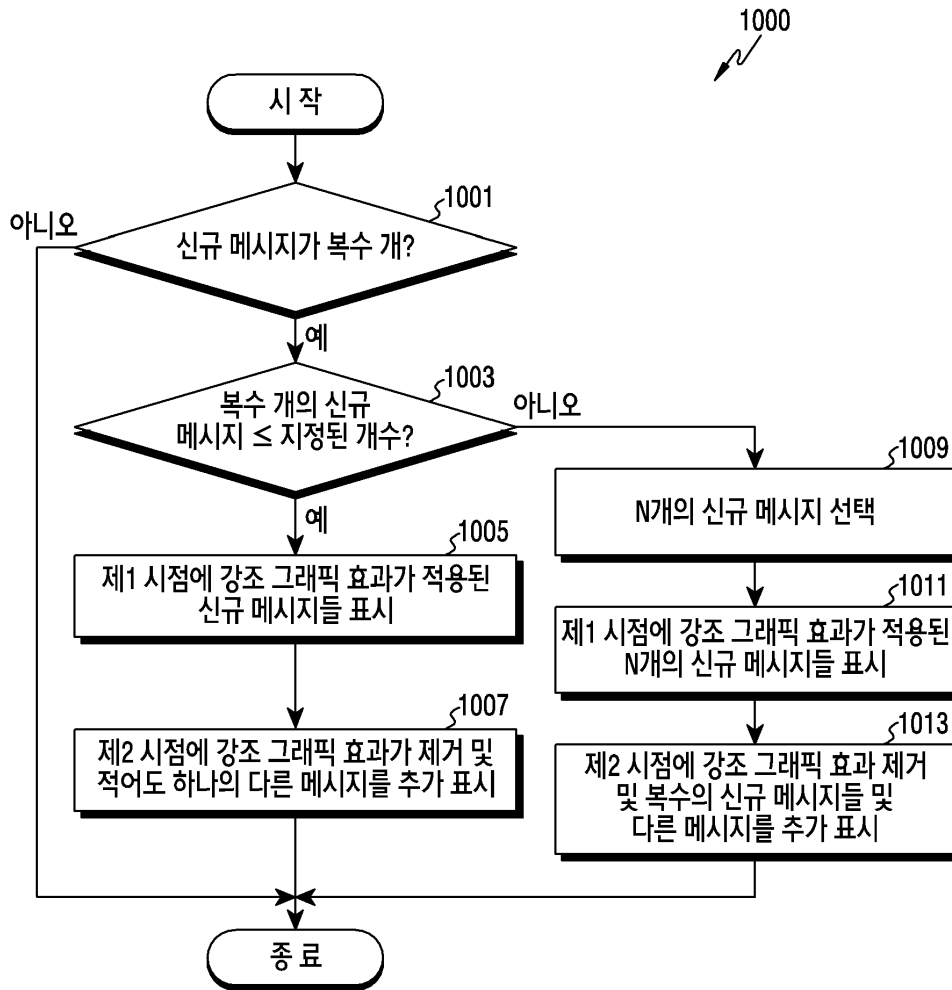 1000
시 작
1001
아니오
신규 메시지가 복수 개?
예
1003
복수 개의 신규
메시지 ≤ 지정된 개수?
아니오
예
1005
제1 시점에 강조 그래픽 효과가 적용된
신규 메시지들 표시
1007
제2 시점에 강조 그래픽 효과가 제거 및
적어도 하나의 다른 메시지를 추가 표시
1009
N개의 신규 메시지 선택
1011
제1 시점에 강조 그래픽 효과가 적용된
N개의 신규 메시지들 표시
1013
제2 시점에 강조 그래픽 효과 제거
및 복수의 신규 메시지들 및
다른 메시지를 추가 표시
종 료